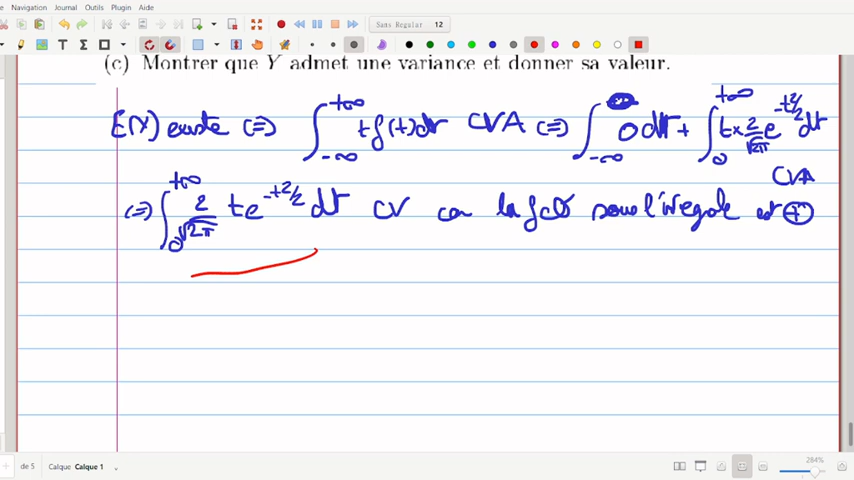 Navigation Journal Outils Plugin Aide
Sans Regular 12
(c) Montrer que Y admet une variance et donner sa valeur.
E(Y) existe (=) ∫_{-∞}^{+∞} t f(t) dt CVA (=) ∫_{-∞}^{0} 0 dt + ∫_{0}^{+∞} t × 2/√2π e^{-t²/2} dt
CVA
(=) ∫_{0}^{+∞} 2/√2π t e^{-t²/2} dt CV car la fct° sous l'intégrale est ⊕
de 5 Calque Calque 1 284%